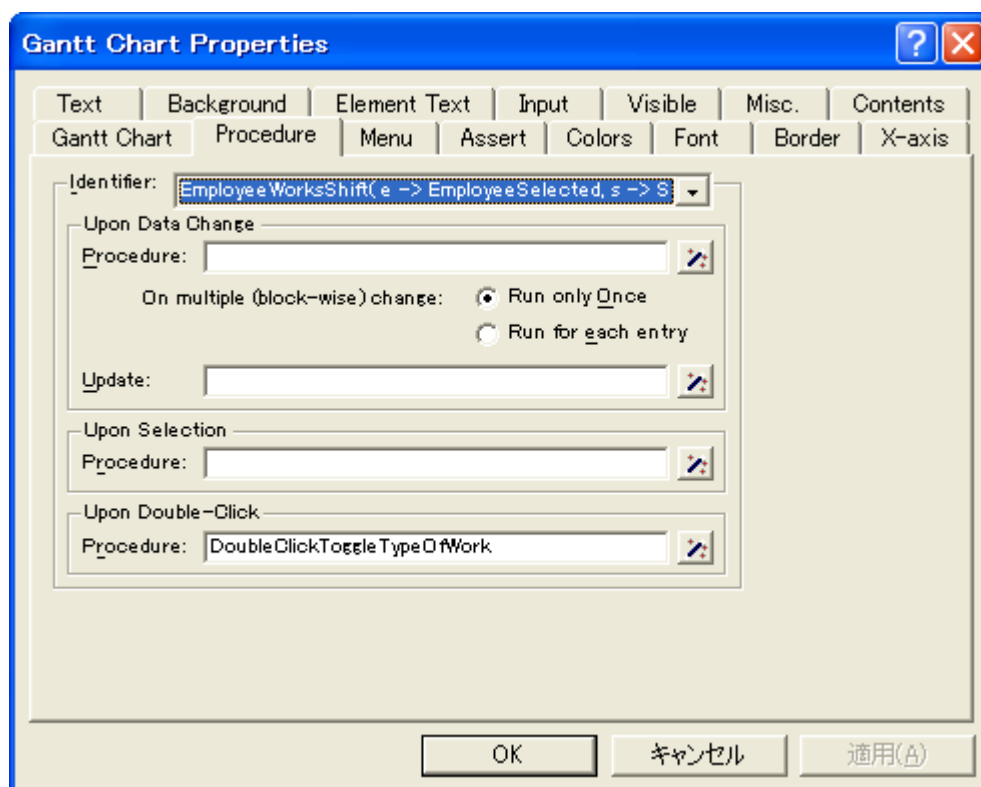 Gantt Chart Properties
Text Background Element Text Input Visible Misc. Contents
Gantt Chart Procedure Menu Assert Colors Font Border X-axis
Identifier: EmployeeWorksShift( e -> EmployeeSelected, s -> S
Upon Data Change
Procedure:
On multiple (block-wise) change: Run only Once
Run for each entry
Update:
Upon Selection
Procedure:
Upon Double-Click
Procedure: DoubleClickToggleTypeOfWork
OK キャンセル 適用(A)